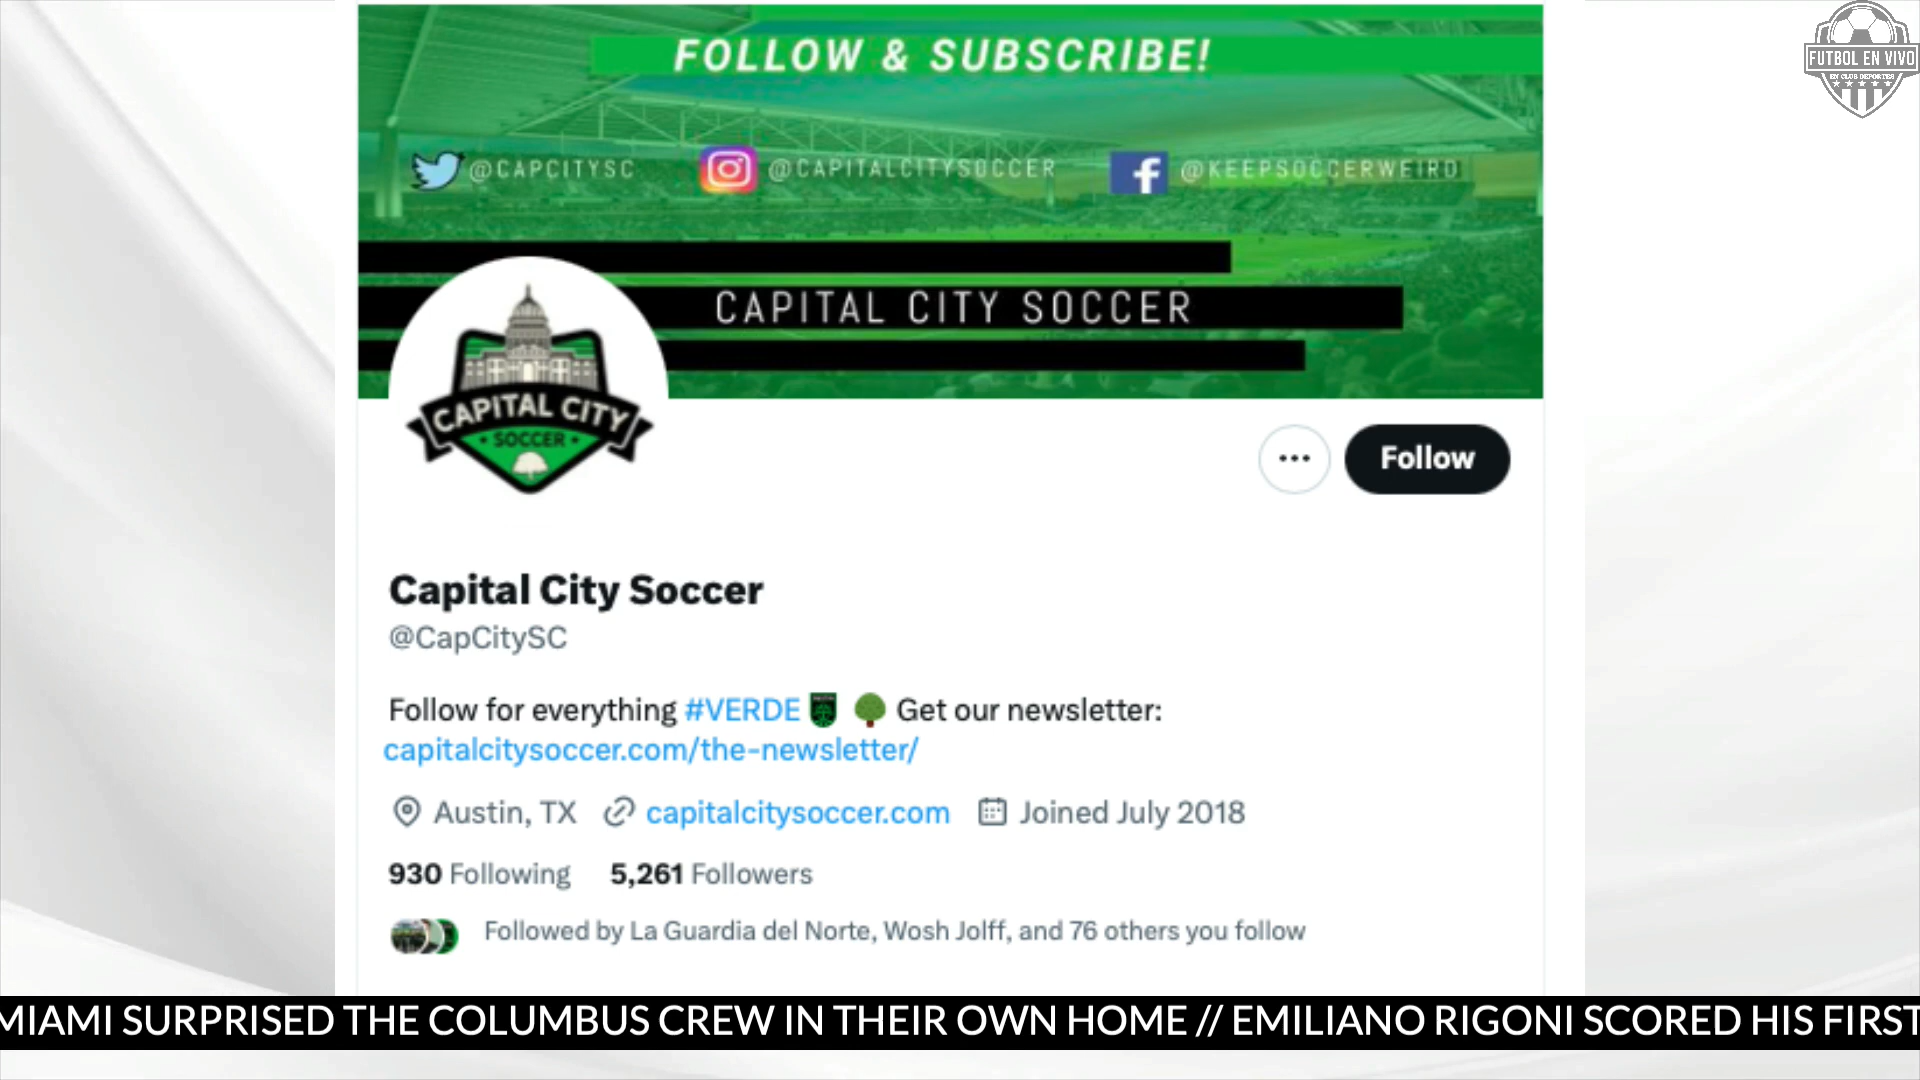 FOLLOW & SUBSCRIBE!
FUTBOL EN VIVO
EN CLUB DEPORTES
@CAPCITYSC @CAPITALCITYSOCCER @KEEPSOCCERWEIRD
CAPITAL CITY SOCCER
CAPITAL CITY
• SOCCER •
Follow
Capital City Soccer
@CapCitySC
Follow for everything #VERDE Get our newsletter:
capitalcitysoccer.com/the-newsletter/
Austin, TX capitalcitysoccer.com Joined July 2018
930 Following 5,261 Followers
Followed by La Guardia del Norte, Wosh Jolff, and 76 others you follow
MIAMI SURPRISED THE COLUMBUS CREW IN THEIR OWN HOME // EMILIANO RIGONI SCORED HIS FIRST